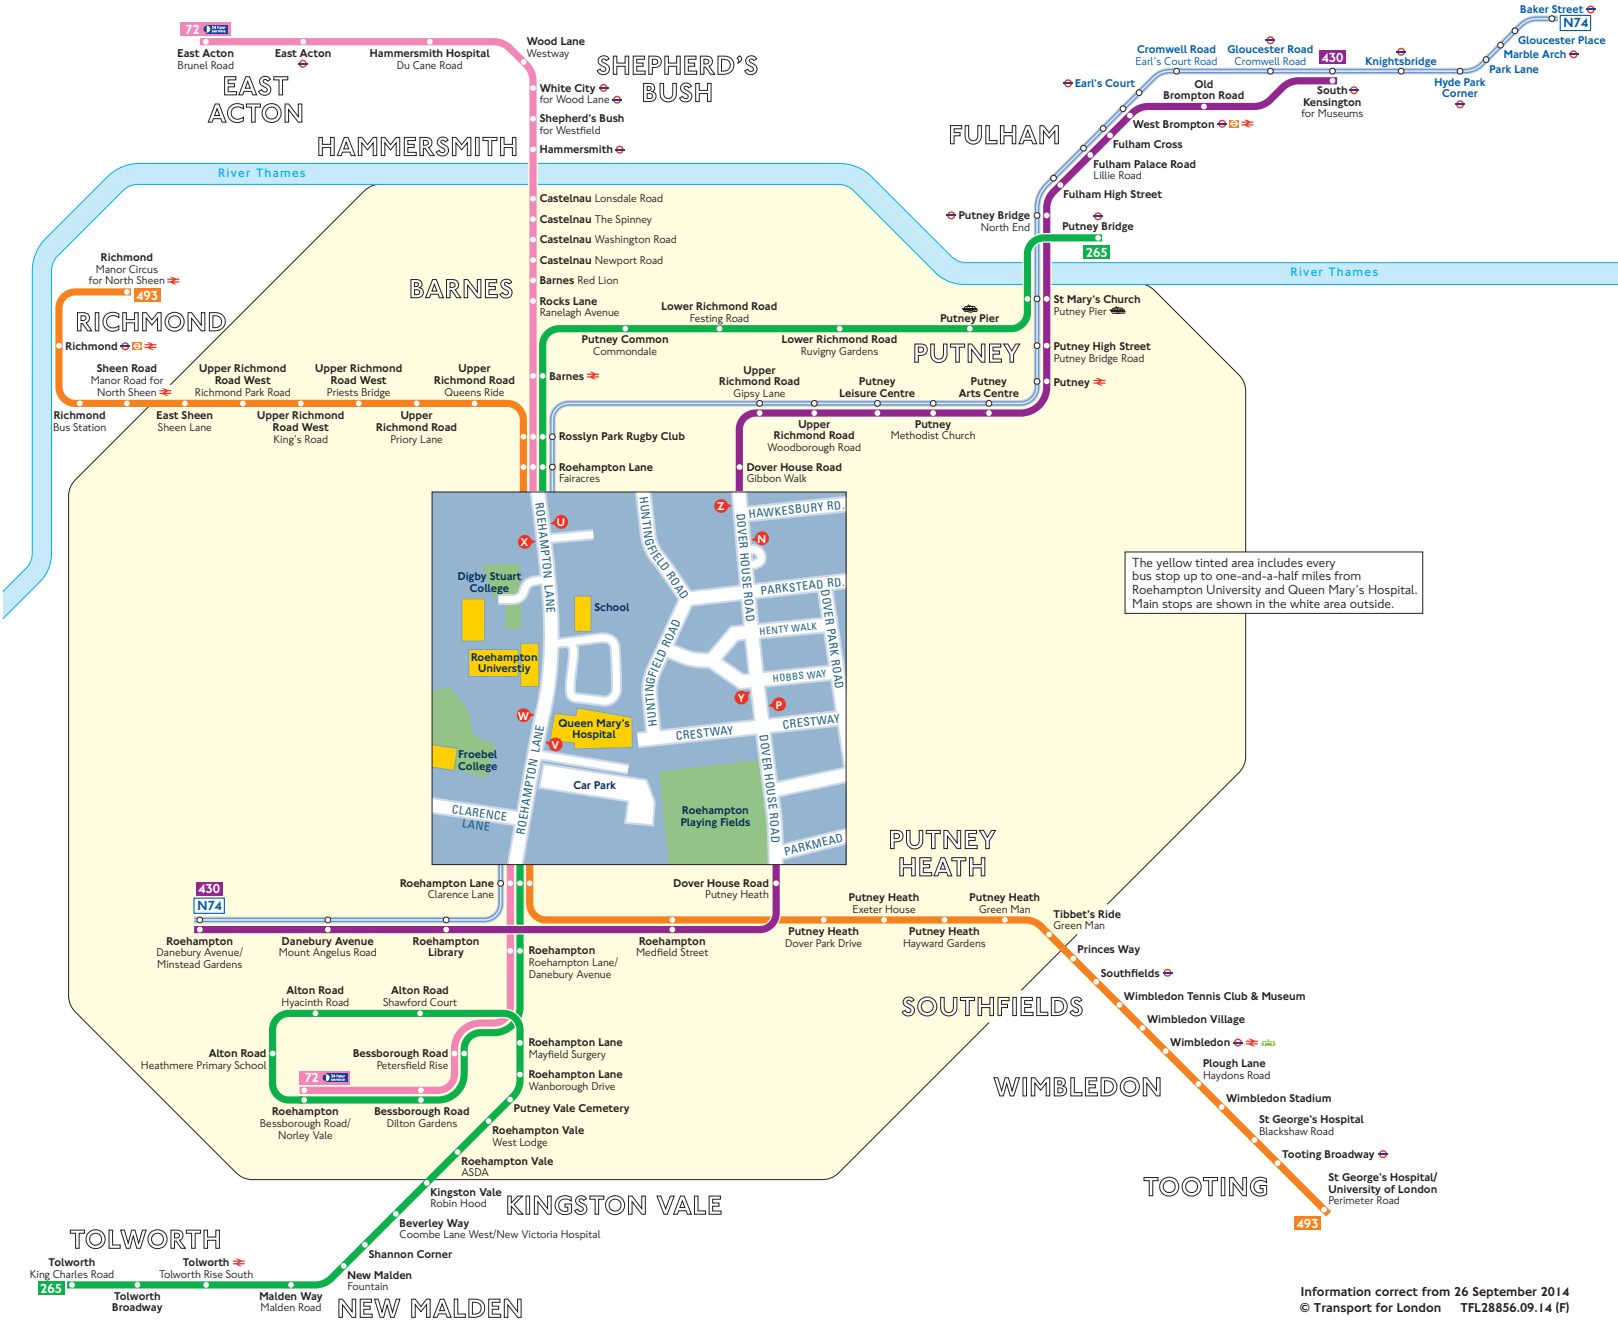 72 24 hour service
East Acton
Brunel Road
East Acton
Hammersmith Hospital
Du Cane Road
Wood Lane
Westway
EAST
ACTON
SHEPHERD'S
BUSH
White City
for Wood Lane
Shepherd's Bush
for Westfield
HAMMERSMITH
Hammersmith
River Thames
Baker Street
N74
Gloucester Place
Marble Arch
Park Lane
Cromwell Road
Earl's Court Road
Gloucester Road
Cromwell Road
430
Knightsbridge
Hyde Park
Corner
Earl's Court
Old
Brompton Road
South
Kensington
for Museums
West Brompton
FULHAM
Fulham Cross
Fulham Palace Road
Lillie Road
Fulham High Street
Putney Bridge
North End
Putney Bridge
265
River Thames
Castelnau Lonsdale Road
Castelnau The Spinney
Castelnau Washington Road
Castelnau Newport Road
Barnes Red Lion
BARNES
Rocks Lane
Ranelagh Avenue
Richmond
Manor Circus
for North Sheen
493
RICHMOND
Richmond
Sheen Road
Manor Road for
North Sheen
Upper Richmond
Road West
Richmond Park Road
Upper Richmond
Road West
Priests Bridge
Upper
Richmond Road
Queens Ride
Richmond
Bus Station
East Sheen
Sheen Lane
Upper Richmond
Road West
King's Road
Upper
Richmond Road
Priory Lane
Lower Richmond Road
Festing Road
Putney Pier
Putney Common
Commondale
Lower Richmond Road
Ruvigny Gardens
PUTNEY
St Mary's Church
Putney Pier
Putney High Street
Putney Bridge Road
Putney
Barnes
Upper
Richmond Road
Gipsy Lane
Putney
Leisure Centre
Putney
Arts Centre
Upper
Richmond Road
Woodborough Road
Putney
Methodist Church
Rosslyn Park Rugby Club
Roehampton Lane
Fairacres
Dover House Road
Gibbon Walk
ROEHAMPTON LANE
HUNTINGFIELD ROAD
DOVER HOUSE ROAD
HAWKESBURY RD.
Z
U
X
N
Digby Stuart
College
School
PARKSTEAD RD.
DOVER PARK ROAD
HENTY WALK
HUNTINGFIELD ROAD
Roehampton
Universtiy
HOBBS WAY
Y
P
W
V
Queen Mary's
Hospital
CRESTWAY
CRESTWAY
Froebel
College
ROEHAMPTON LANE
Car Park
DOVER HOUSE ROAD
CLARENCE
LANE
Roehampton
Playing Fields
PARKMEAD
The yellow tinted area includes every
bus stop up to one-and-a-half miles from
Roehampton University and Queen Mary's Hospital.
Main stops are shown in the white area outside.
PUTNEY
HEATH
430
N74
Roehampton Lane
Clarence Lane
Dover House Road
Putney Heath
Putney Heath
Exeter House
Putney Heath
Green Man
Tibbet's Ride
Green Man
Roehampton
Danebury Avenue/
Minstead Gardens
Danebury Avenue
Mount Angelus Road
Roehampton
Library
Roehampton
Roehampton Lane/
Danebury Avenue
Roehampton
Medfield Street
Putney Heath
Dover Park Drive
Putney Heath
Hayward Gardens
Princes Way
Southfields
SOUTHFIELDS
Wimbledon Tennis Club & Museum
Wimbledon Village
Wimbledon
Plough Lane
Haydons Road
WIMBLEDON
Wimbledon Stadium
St George's Hospital
Blackshaw Road
Tooting Broadway
TOOTING
St George's Hospital/
University of London
Perimeter Road
493
Alton Road
Hyacinth Road
Alton Road
Shawford Court
Alton Road
Heathmere Primary School
Bessborough Road
Petersfield Rise
72 24 hour service
Roehampton
Bessborough Road/
Norley Vale
Bessborough Road
Dilton Gardens
Roehampton Lane
Mayfield Surgery
Roehampton Lane
Wanborough Drive
Putney Vale Cemetery
Roehampton Vale
West Lodge
Roehampton Vale
ASDA
Kingston Vale
Robin Hood
KINGSTON VALE
Beverley Way
Coombe Lane West/New Victoria Hospital
Shannon Corner
New Malden
Fountain
NEW MALDEN
TOLWORTH
Tolworth
King Charles Road
265
Tolworth
Tolworth Rise South
Tolworth
Broadway
Malden Way
Malden Road
Information correct from 26 September 2014
© Transport for London TFL28856.09.14 (F)